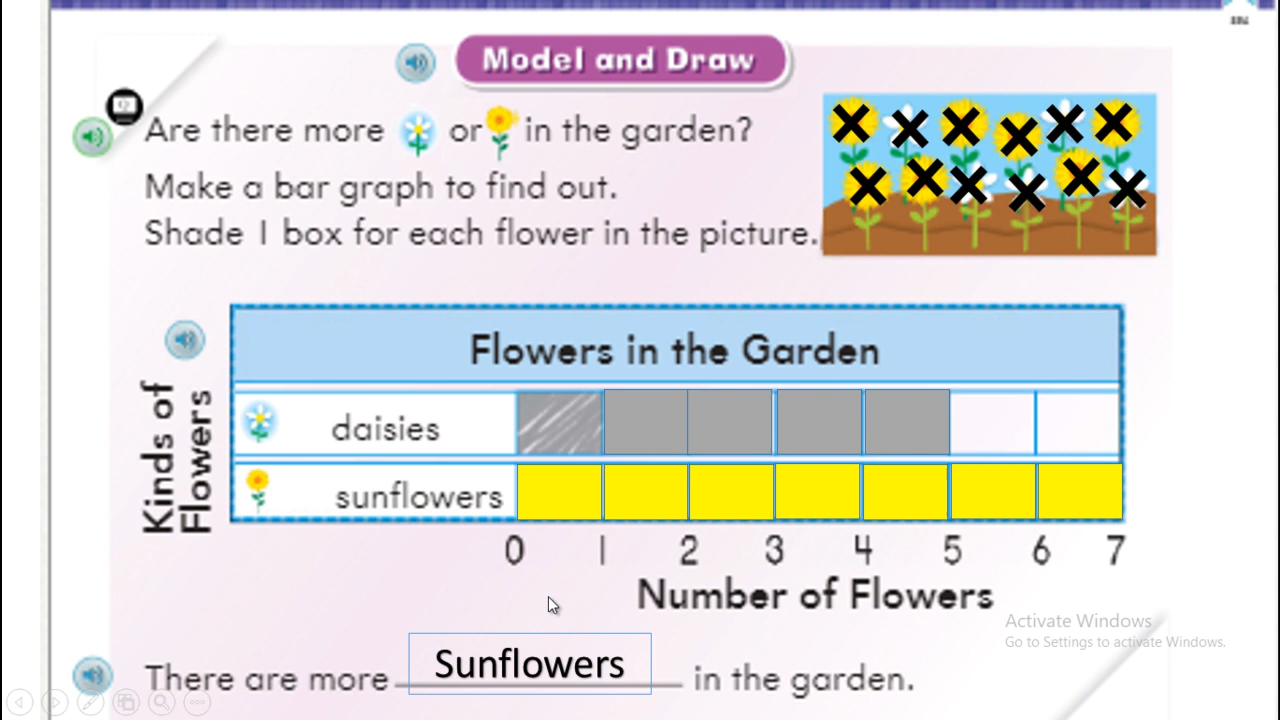 Model and Draw
Are there more or in the garden?
Make a bar graph to find out.
Shade 1 box for each flower in the picture.
Flowers in the Garden
Kinds of
Flowers
daisies
sunflowers
0 1 2 3 4 5 6 7
Number of Flowers
Activate Windows
Go to Settings to activate Windows.
There are more Sunflowers in the garden.